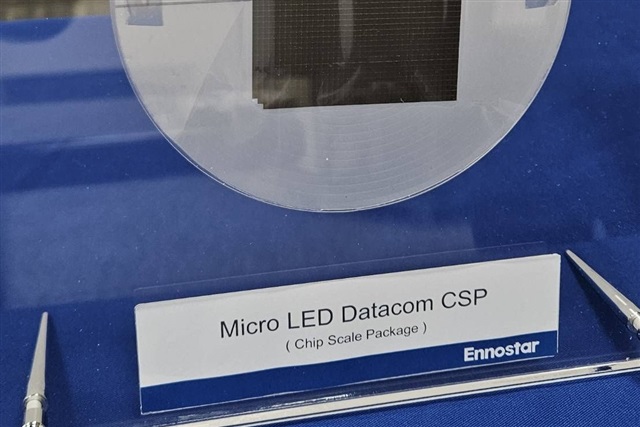 Micro LED Datacom CSP
( Chip Scale Package )
Ennostar